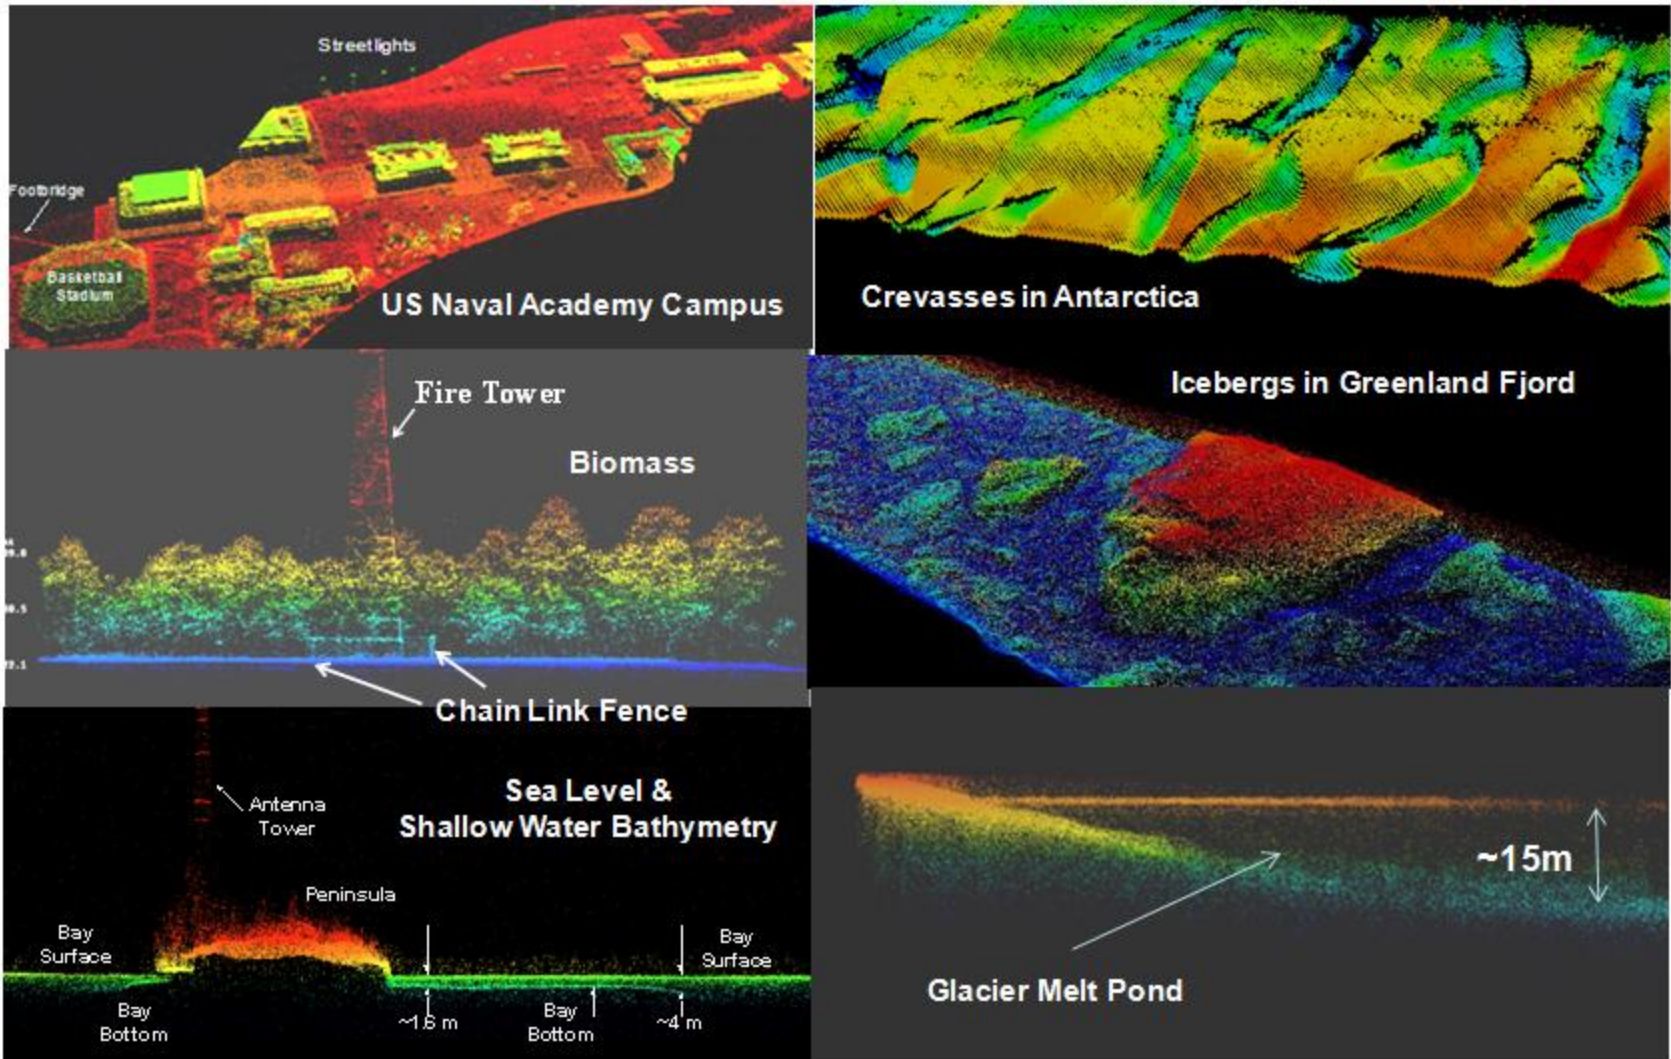 Streetlights
Footbridge
Basketball
Stadium
US Naval Academy Campus
Crevasses in Antarctica
Fire Tower
Biomass
Chain Link Fence
Icebergs in Greenland Fjord
Antenna
Tower
Sea Level &
Shallow Water Bathymetry
Peninsula
Bay
Surface
Bay
Surface
Bay
Bottom
~1.6 m
Bay
Bottom
~4 m
~15m
Glacier Melt Pond